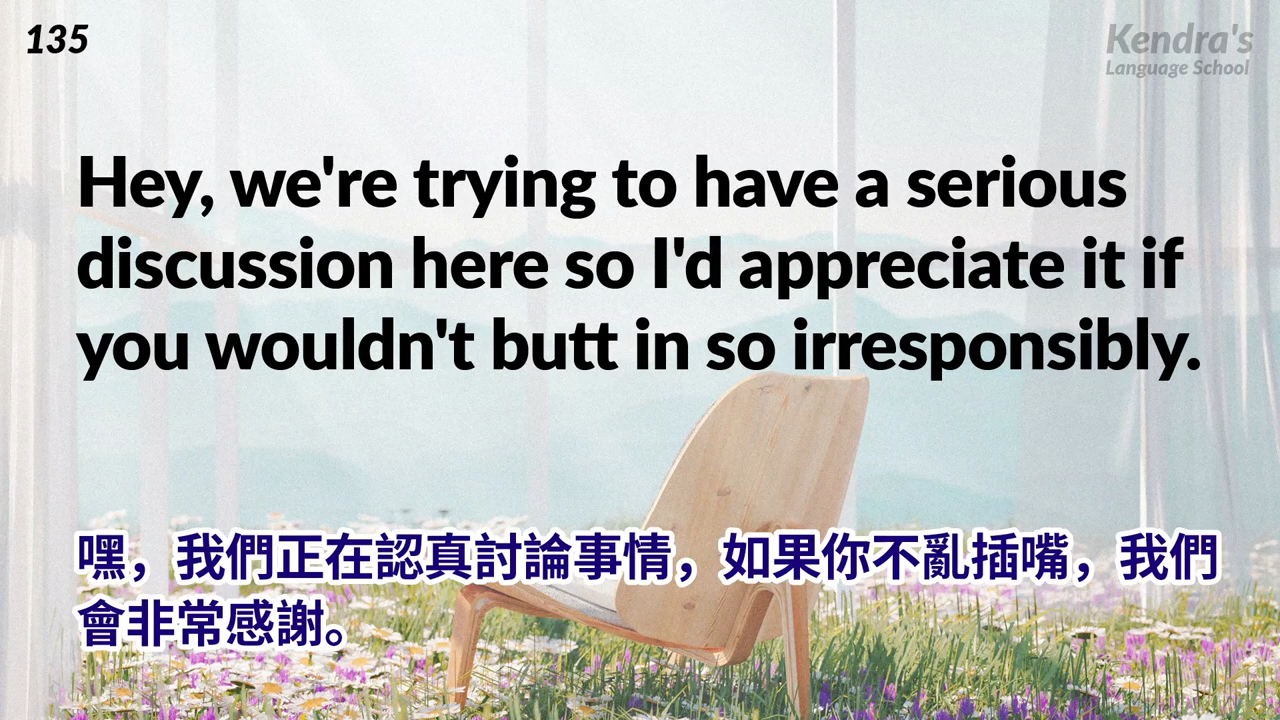 135
Kendra's
Language School
Hey, we're trying to have a serious
discussion here so I'd appreciate it if
you wouldn't butt in so irresponsibly.
嘿，我們正在認真討論事情，如果你不亂插嘴，我們
會非常感謝。